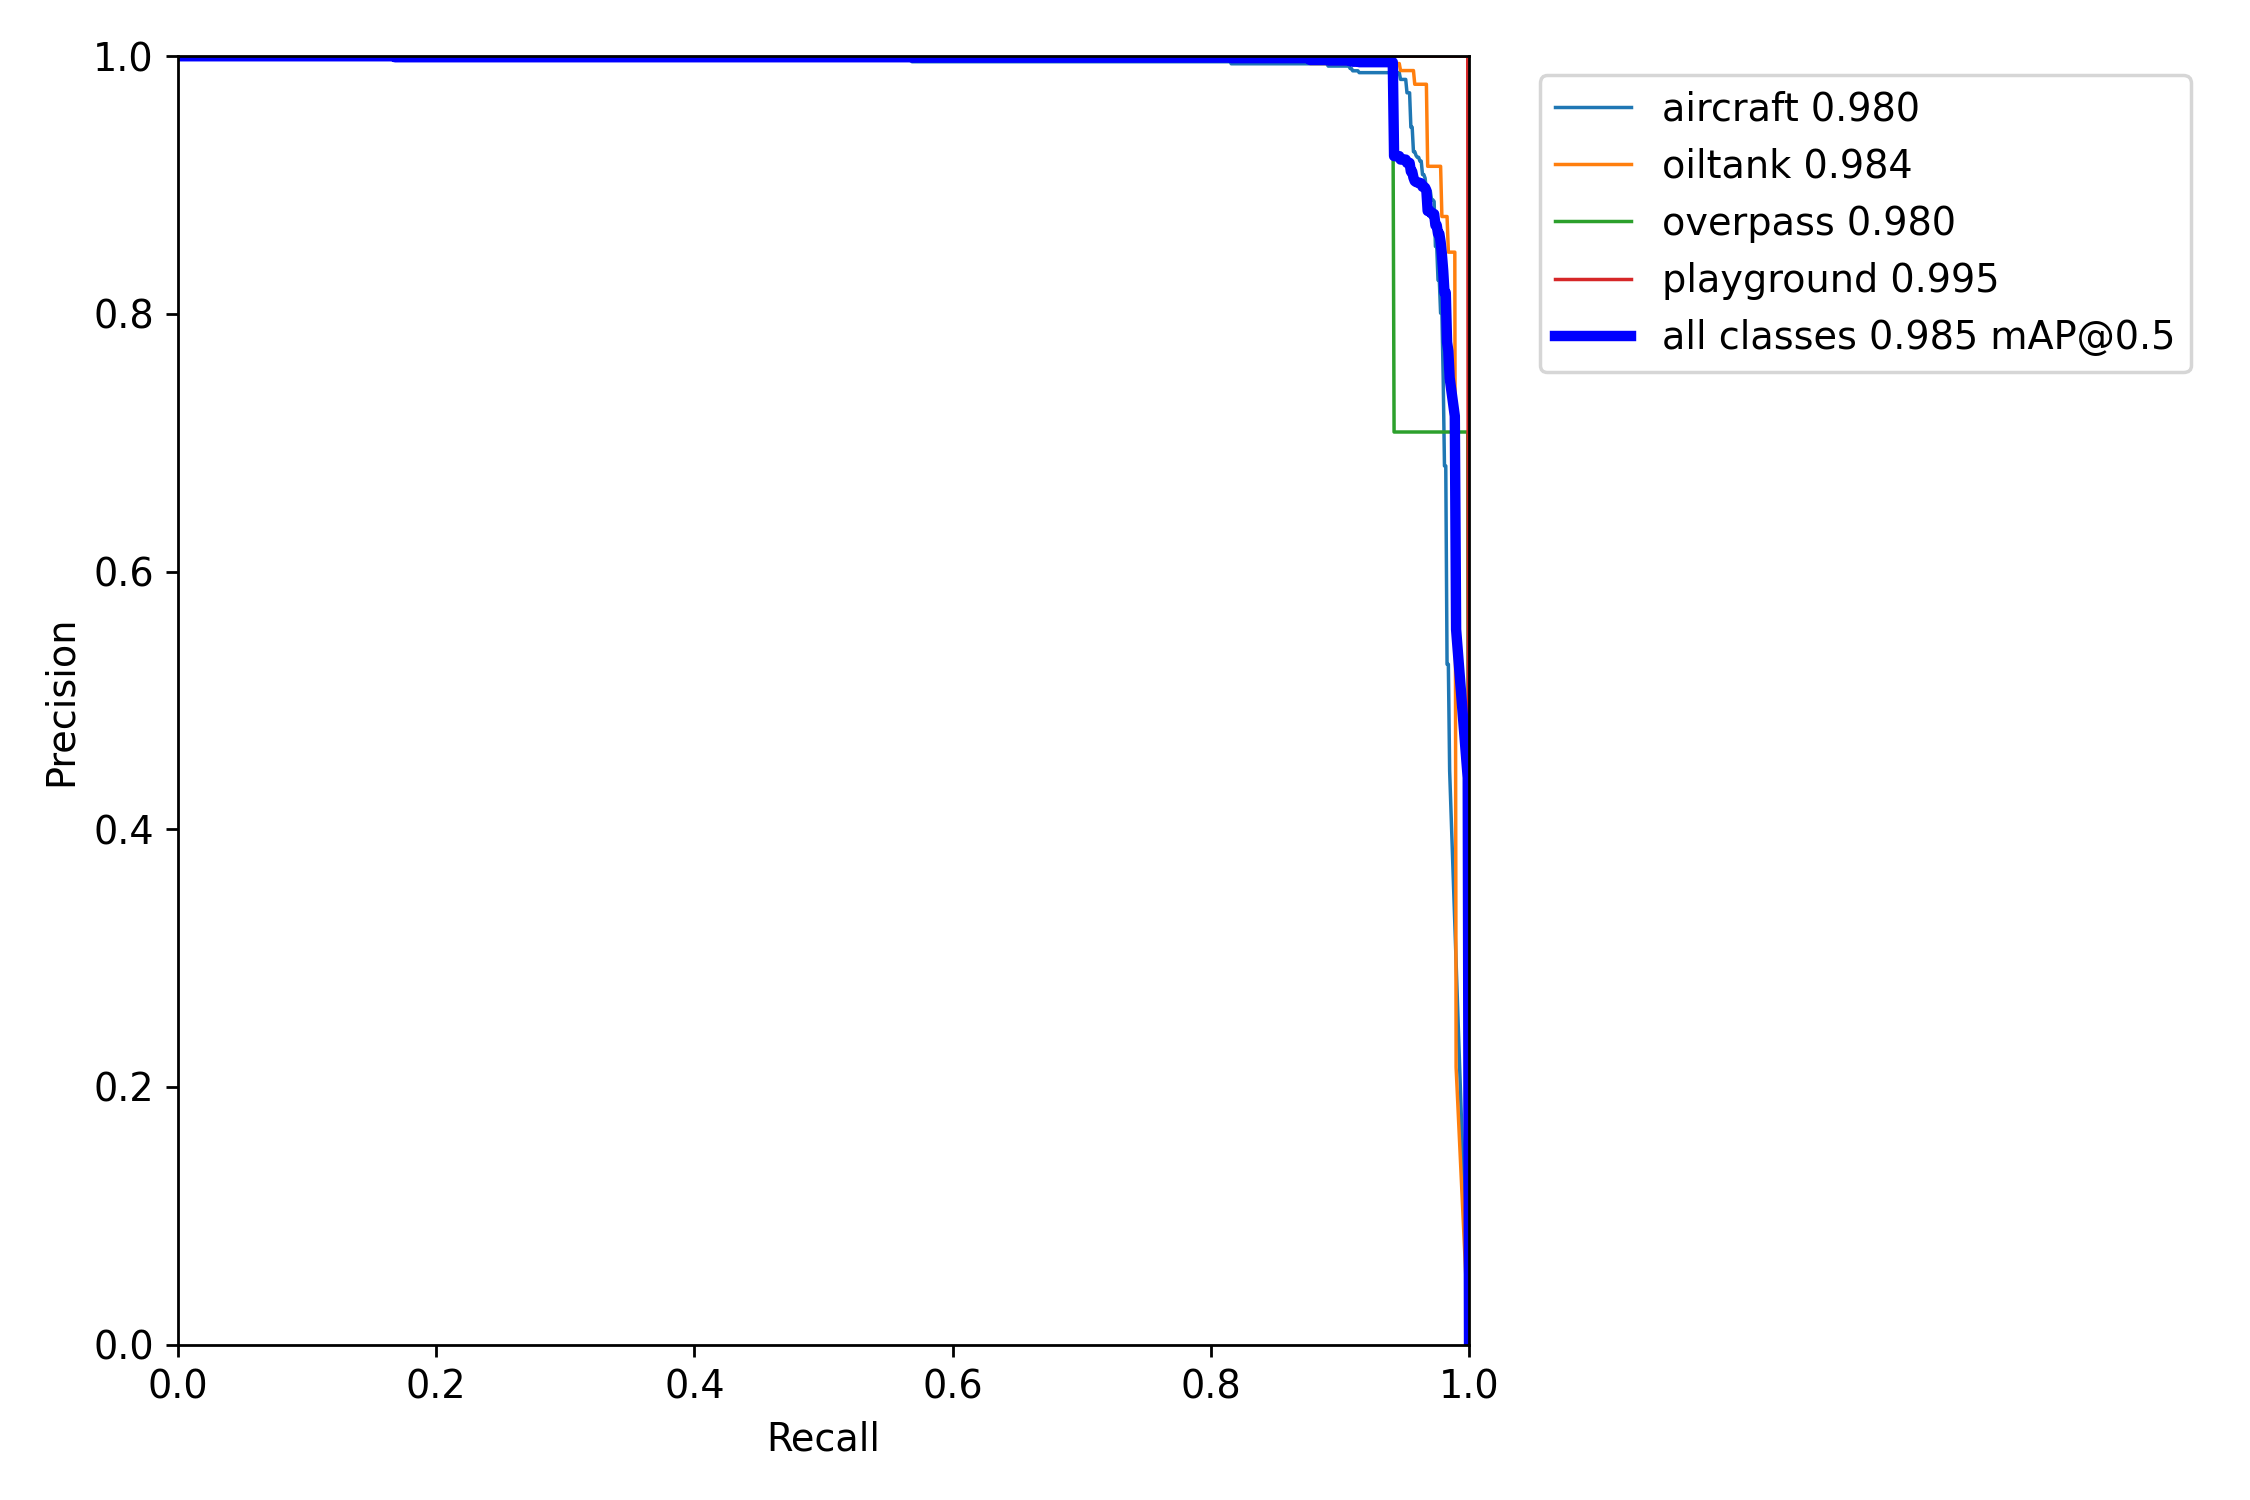 1.0
0.8
0.6
0.4
0.2
0.0
Precision
0.0 0.2 0.4 0.6 0.8 1.0
Recall
aircraft 0.980
oiltank 0.984
overpass 0.980
playground 0.995
all classes 0.985 mAP@0.5